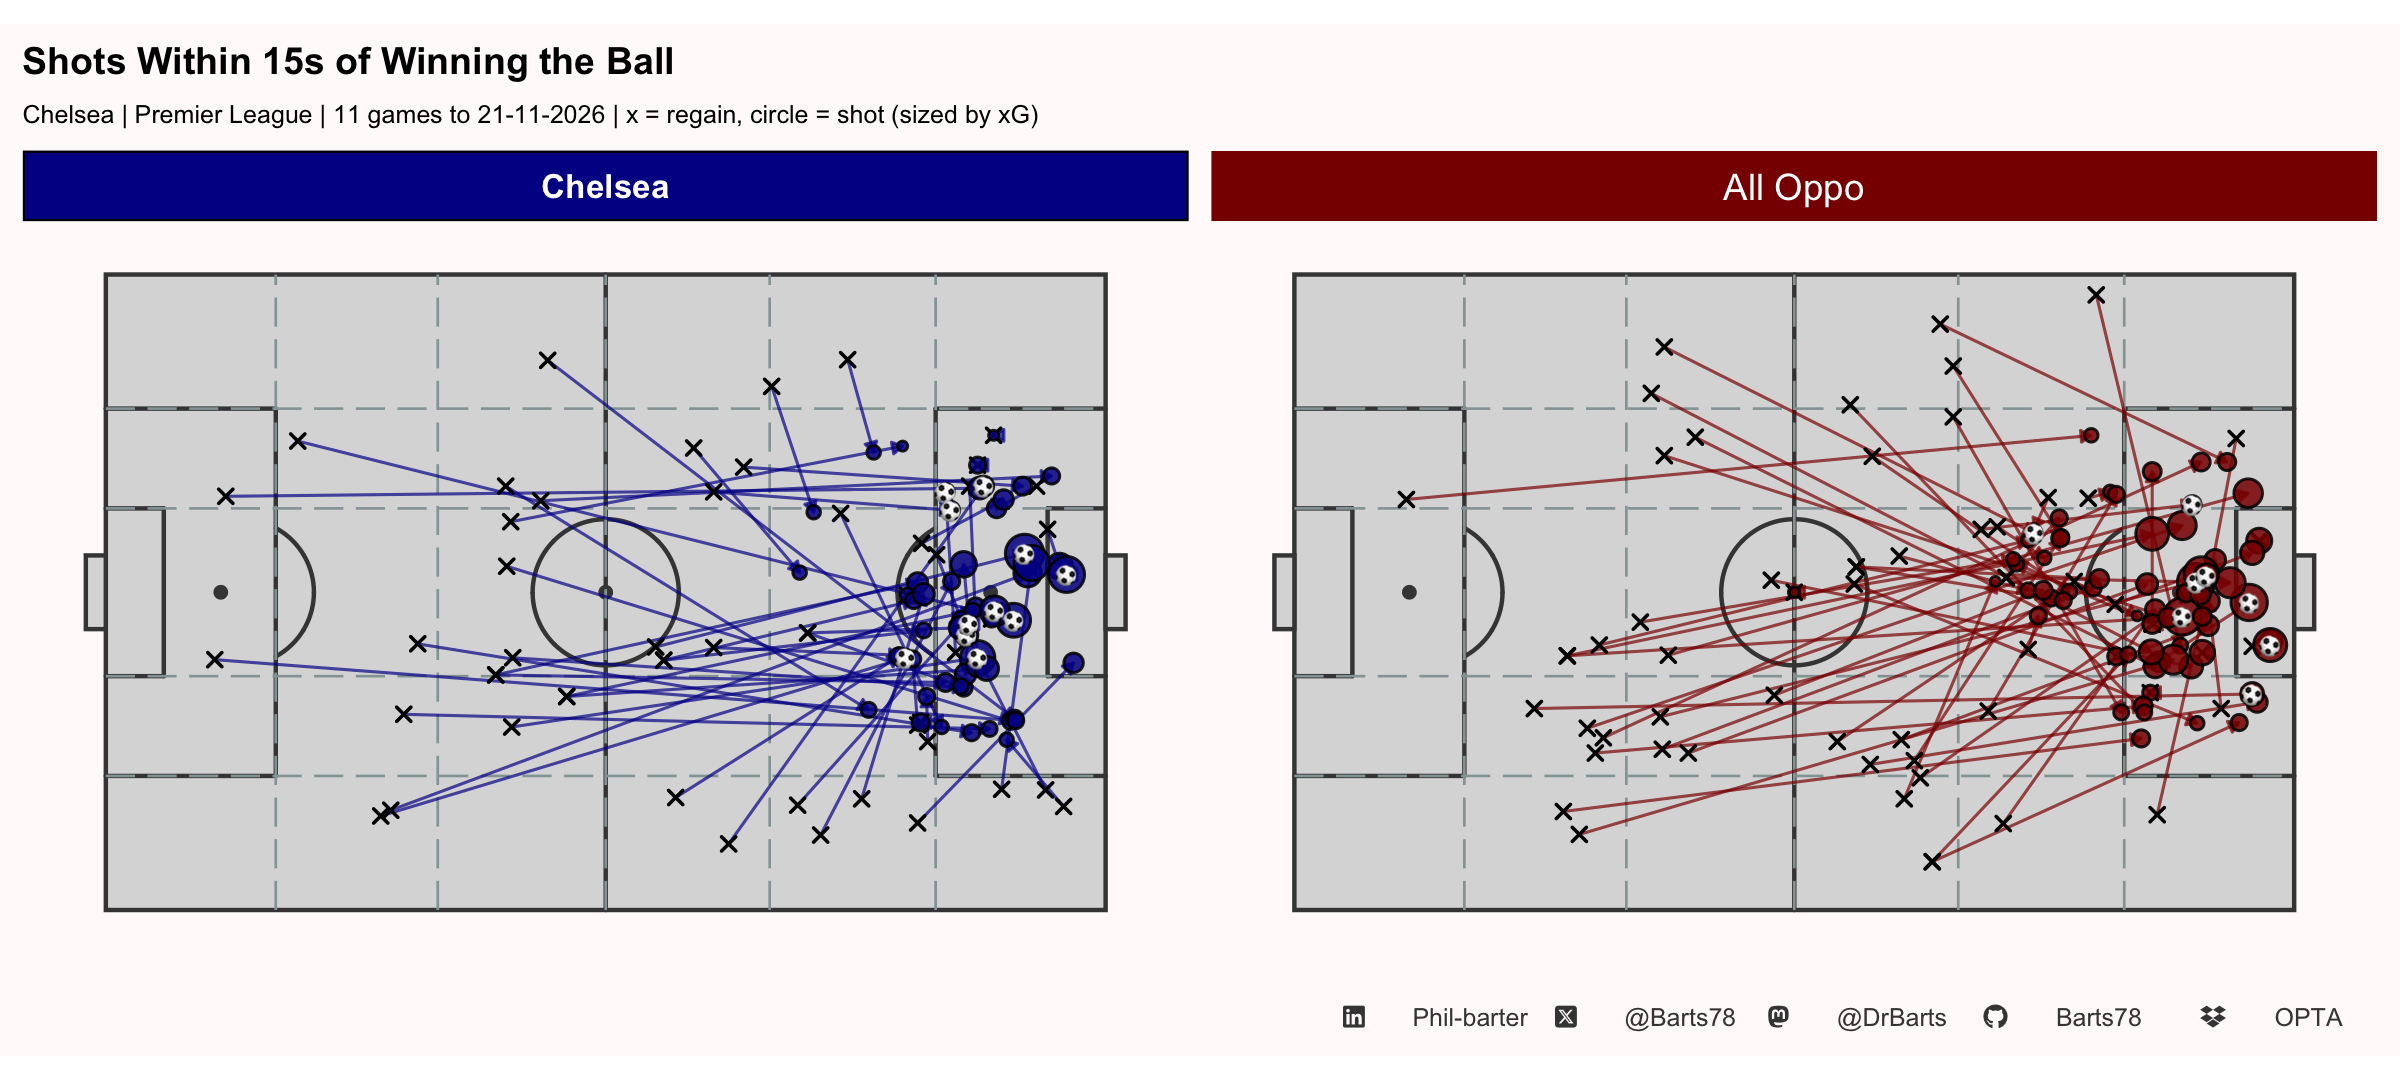 Shots Within 15s of Winning the Ball
Chelsea | Premier League | 11 games to 21-11-2026 | x = regain, circle = shot (sized by xG)
Chelsea
All Oppo
Phil-barter @Barts78 @DrBarts Barts78 OPTA